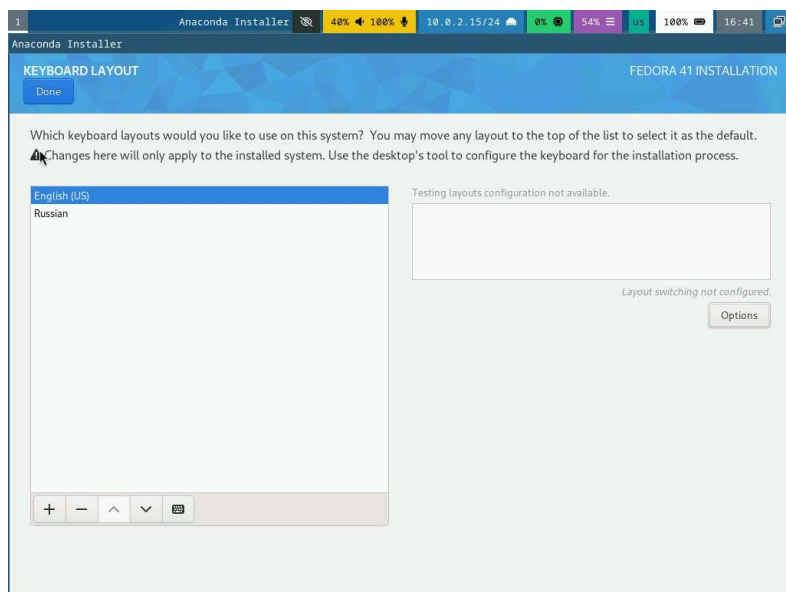 1 Anaconda Installer 40% 100% 10.0.2.15/24 0% 54% us 100% 16:41
Anaconda Installer
KEYBOARD LAYOUT
FEDORA 41 INSTALLATION
Done
Which keyboard layouts would you like to use on this system? You may move any layout to the top of the list to select it as the default.
Changes here will only apply to the installed system. Use the desktop's tool to configure the keyboard for the installation process.
English (US)
Russian
Testing layouts configuration not available.
Layout switching not configured.
Options